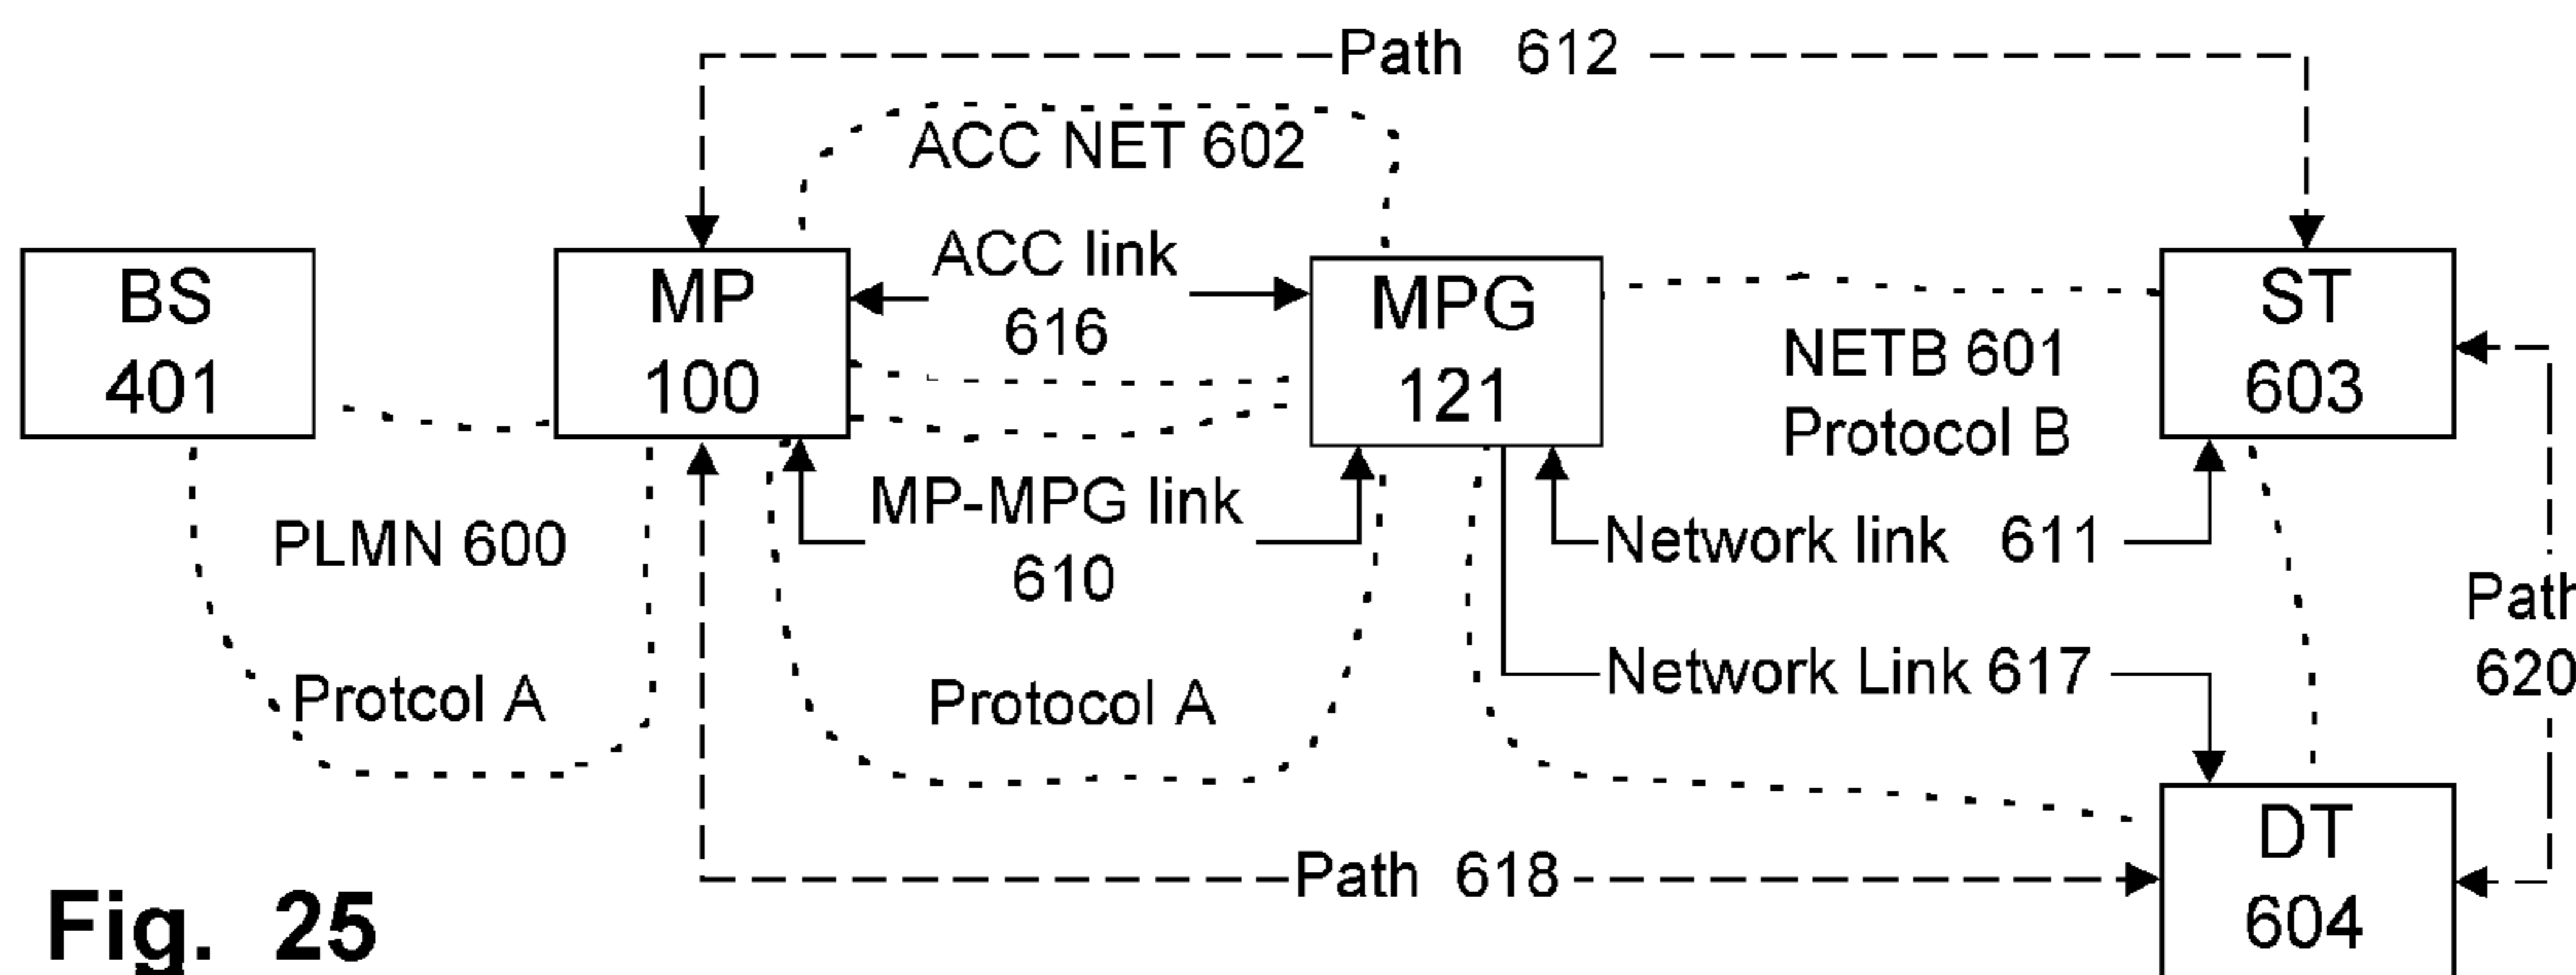 Path 612
ACC NET 602
BS
401
MP
100
ACC link
616
MPG
121
ST
603
NETB 601
Protocol B
PLMN 600
MP-MPG link
610
Network link 611
Path
620
Protcol A
Protocol A
Network Link 617
Path 618
DT
604
Fig. 25